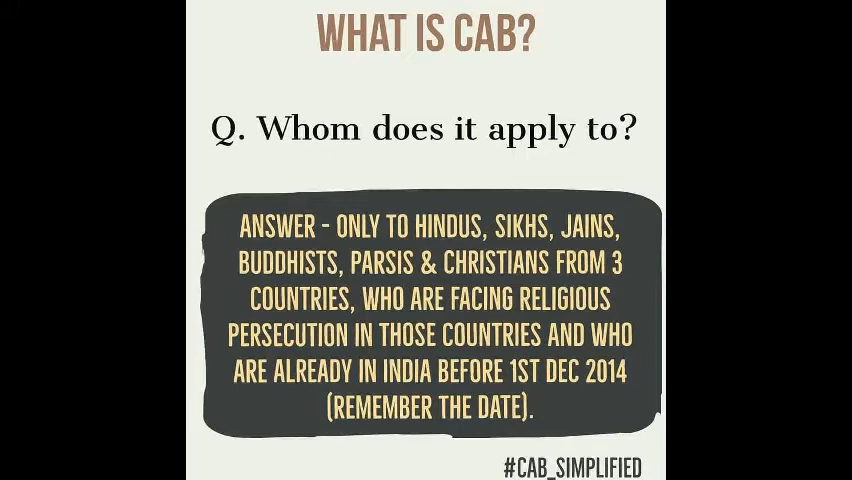 WHAT IS CAB?
Q. Whom does it apply to?
ANSWER - ONLY TO HINDUS, SIKHS, JAINS,
BUDDHISTS, PARSIS & CHRISTIANS FROM 3
COUNTRIES, WHO ARE FACING RELIGIOUS
PERSECUTION IN THOSE COUNTRIES AND WHO
ARE ALREADY IN INDIA BEFORE 1ST DEC 2014
(REMEMBER THE DATE).
#CAB_SIMPLIFIED